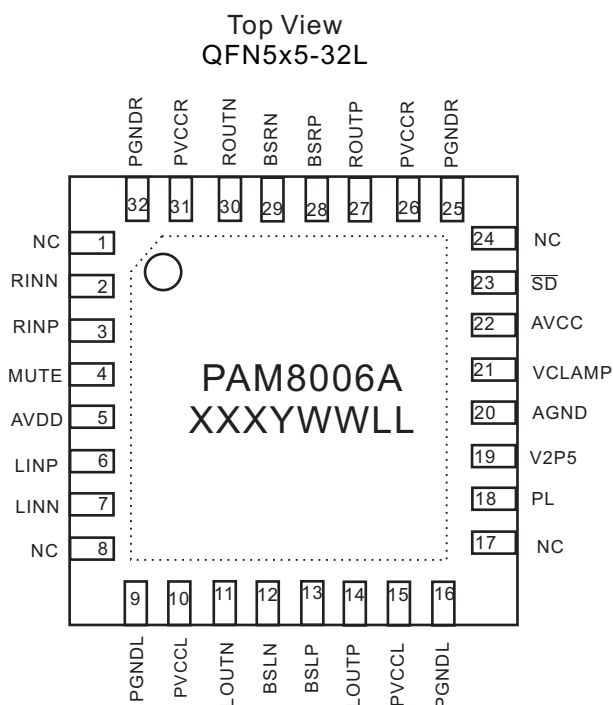 Top View
QFN5x5-32L
PGNDR
PVCCR
ROUTN
BSRN
BSRP
ROUTP
PVCCR
PGNDR
32 31 30 29 28 27 26 25
NC 1
RINN 2
RINP 3
MUTE 4
AVDD 5
LINP 6
LINN 7
NC 8
PAM8006A
XXXYWWLL
24 NC
23 SD
22 AVCC
21 VCLAMP
20 AGND
19 V2P5
18 PL
17 NC
9 10 11 12 13 14 15 16
PGNDL
PVCCL
LOUTN
BSLN
BSLP
LOUTP
PVCCL
PGNDL